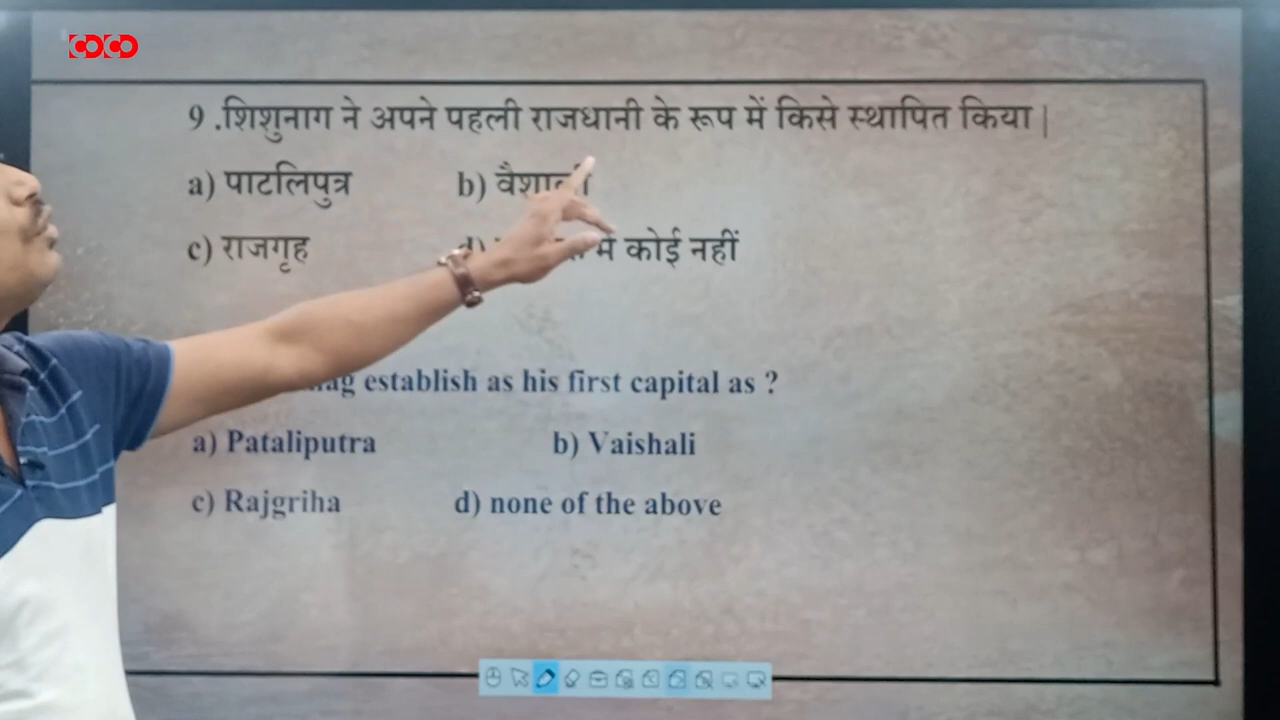 COCO
9 .शिशुनाग ने अपने पहली राजधानी के रूप में किसे स्थापित किया |
a) पाटलिपुत्र b)
c) राजगृह कोई नहीं
establish as his first capital as ?
a) Pataliputra b) Vaishali
c) Rajgriha d) none of the above